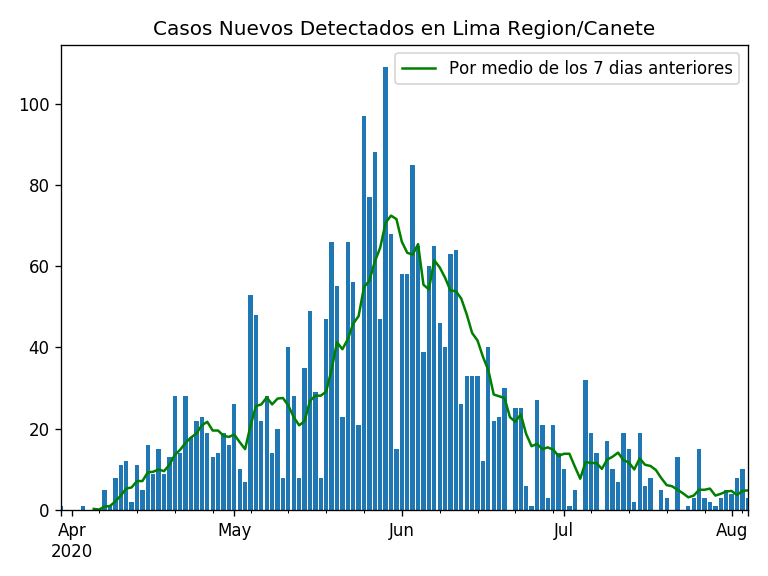 Casos Nuevos Detectados en Lima Region/Canete
Por medio de los 7 dias anteriores
100
80
60
40
20
0
Apr May Jun Jul Aug
2020